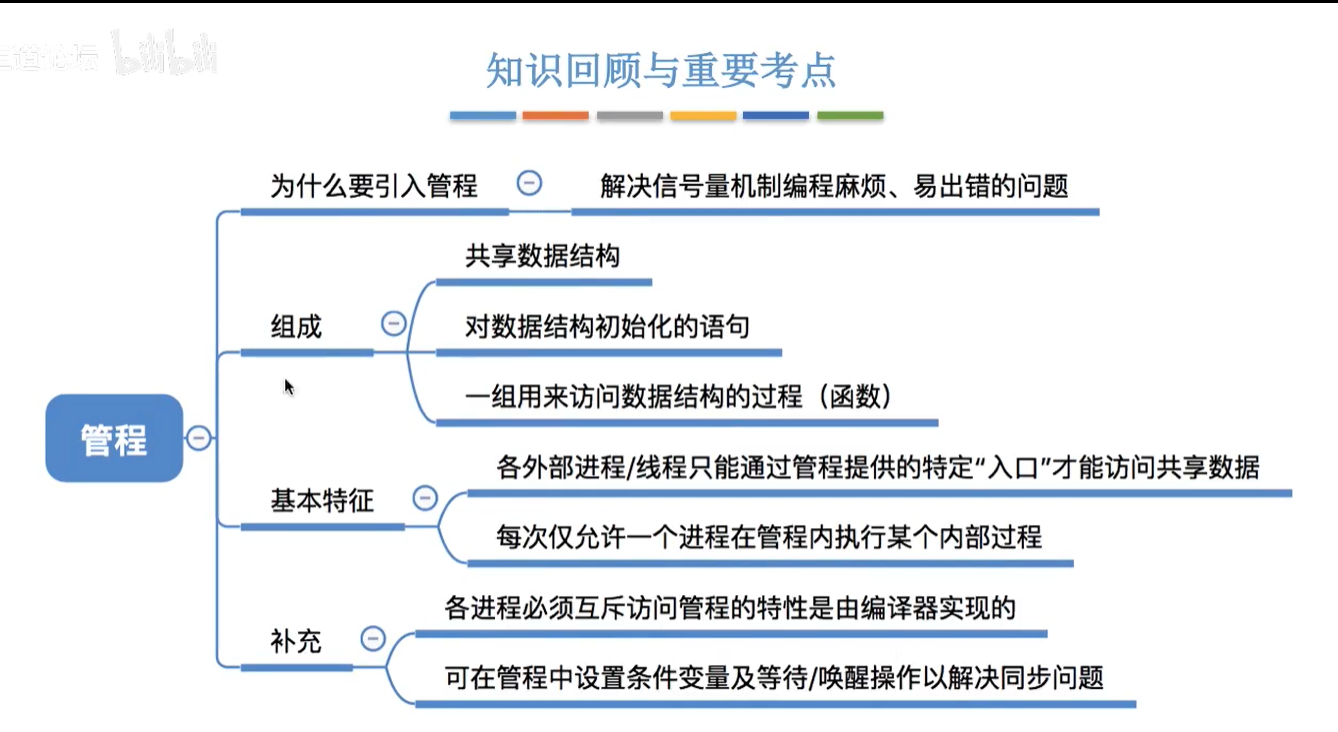 bilibili
知识回顾与重要考点
为什么要引入管程
解决信号量机制编程麻烦、易出错的问题
组成
共享数据结构
对数据结构初始化的语句
一组用来访问数据结构的过程（函数）
管程
基本特征
各外部进程/线程只能通过管程提供的特定“入口”才能访问共享数据
每次仅允许一个进程在管程内执行某个内部过程
补充
各进程必须互斥访问管程的特性是由编译器实现的
可在管程中设置条件变量及等待/唤醒操作以解决同步问题